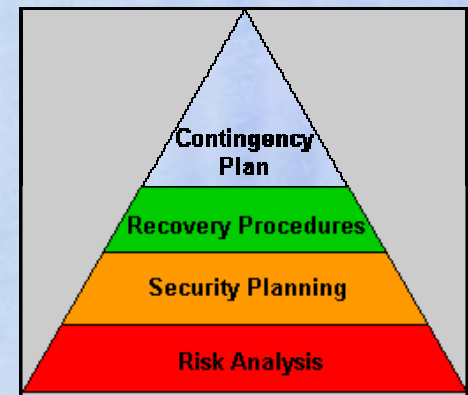 Contingency
Plan
Recovery Procedures
Security Planning
Risk Analysis